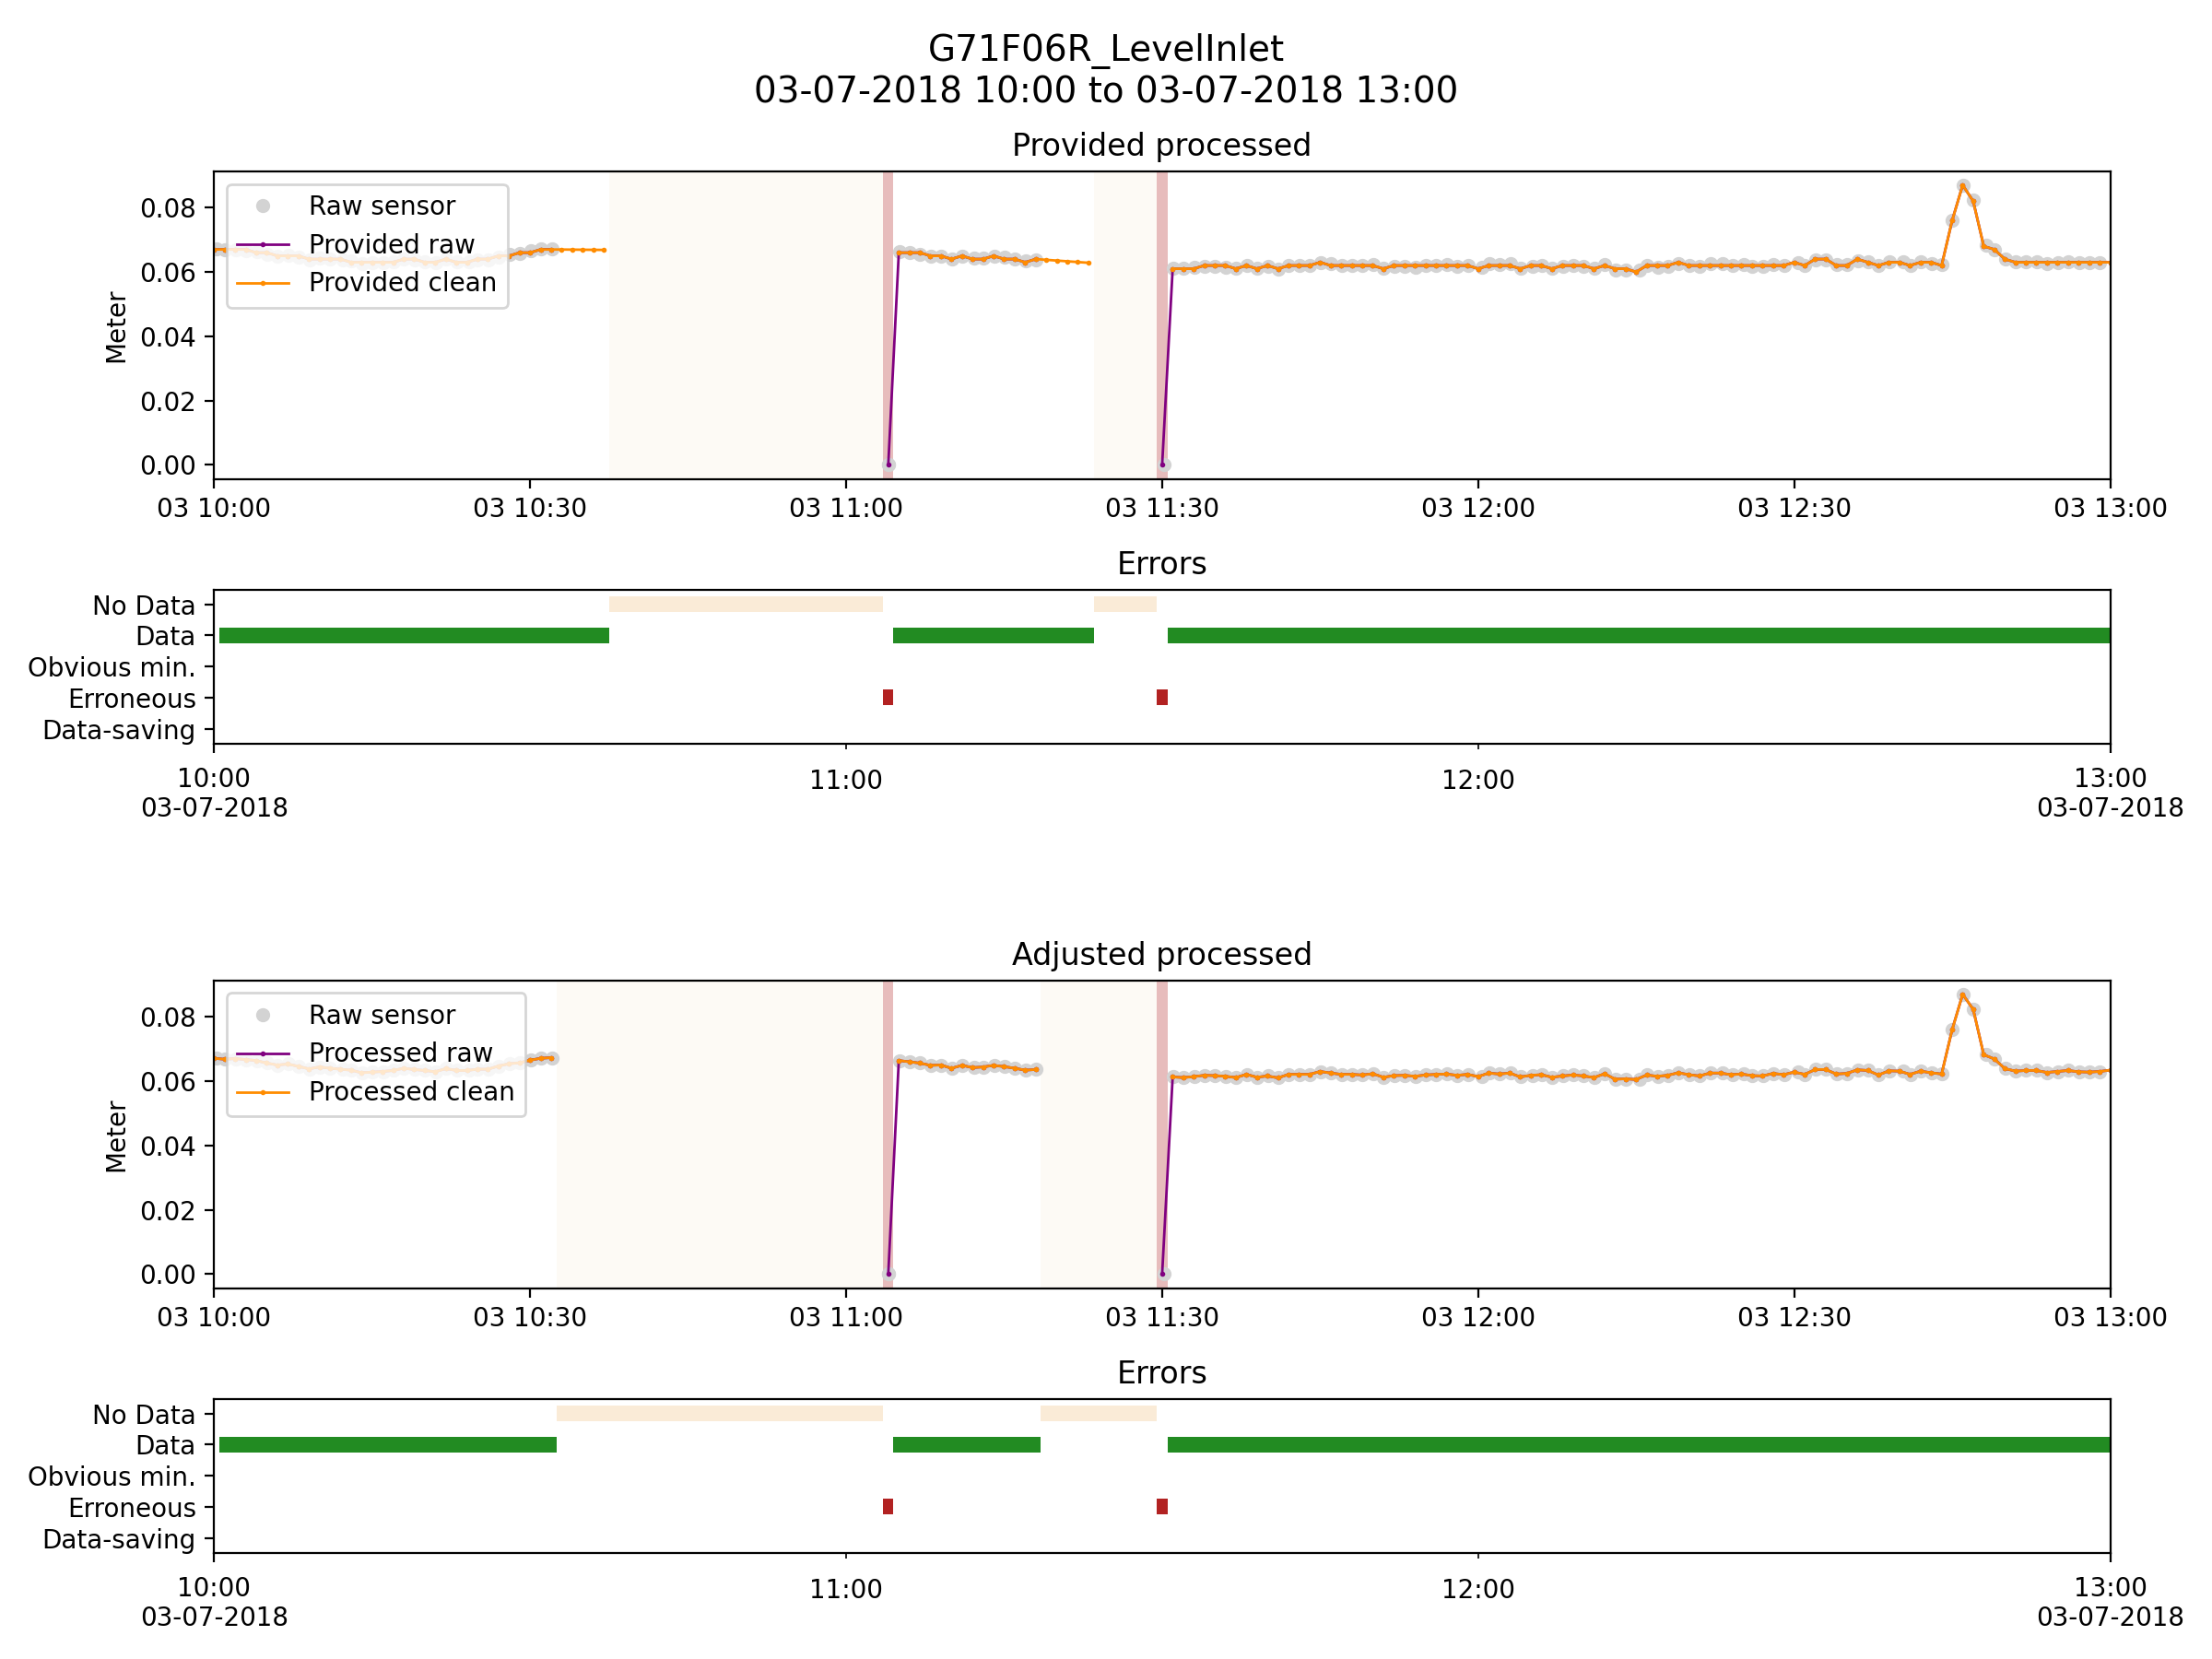 G71F06R_LevelInlet
03-07-2018 10:00 to 03-07-2018 13:00
Provided processed
Raw sensor
Provided raw
Provided clean
Meter
0.08
0.06
0.04
0.02
0.00
03 10:00 03 10:30 03 11:00 03 11:30 03 12:00 03 12:30 03 13:00
Errors
No Data
Data
Obvious min.
Erroneous
Data-saving
10:00 11:00 12:00 13:00
03-07-2018 03-07-2018
Adjusted processed
Raw sensor
Processed raw
Processed clean
Meter
0.08
0.06
0.04
0.02
0.00
03 10:00 03 10:30 03 11:00 03 11:30 03 12:00 03 12:30 03 13:00
Errors
No Data
Data
Obvious min.
Erroneous
Data-saving
10:00 11:00 12:00 13:00
03-07-2018 03-07-2018